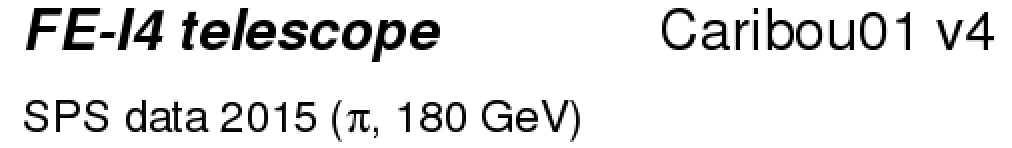 FE-I4 telescope Caribou01 v4
SPS data 2015 (π, 180 GeV)